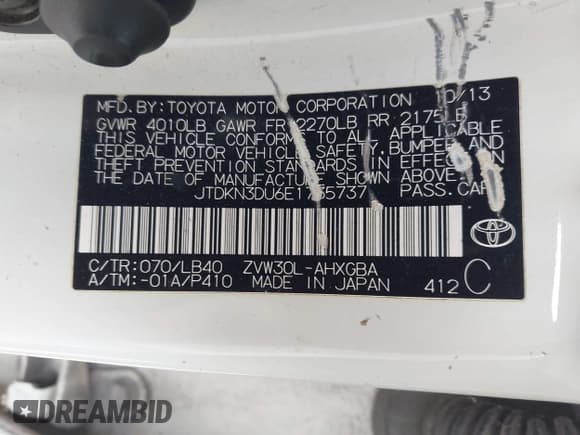 MFD. BY: TOYOTA MOTOR CORPORATION 10/13
GVWR 4010LB GAWR FR 2270LB RR 2175LB
THIS VEHICLE CONFORMS TO ALL APPLICABLE
FEDERAL MOTOR VEHICLE SAFETY, BUMPER, AND
THEFT PREVENTION STANDARDS IN EFFECT ON
THE DATE OF MANUFACTURE SHOWN ABOVE.
PASS. CAR
C/TR: 070/LB40 ZVW30L-AHXGBA
A/TM: -01A/P410 MADE IN JAPAN 412 C
DREAMBID